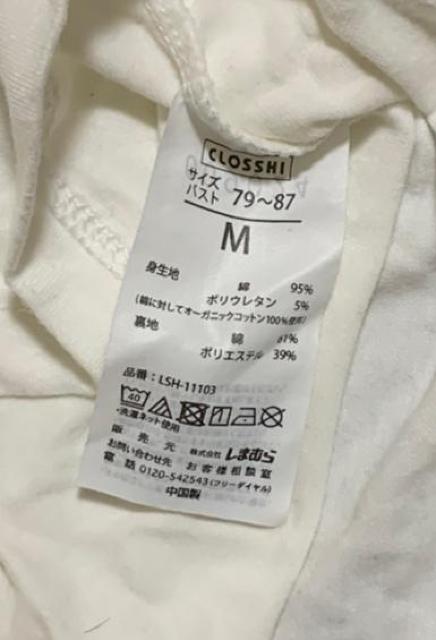 CLOSSHI
サイズ
バスト 79〜87
M
身生地 綿 95%
ポリウレタン 5%
(綿に対してオーガニックコットン100%使用)
裏地 綿
ポリエステル 39%
品番：LSH-11103
40
・洗濯ネット使用
販売元 株式会社 しまむら
お問い合わせ先 お客様相談室
電話 0120-542543 (フリーダイヤル)
中国製